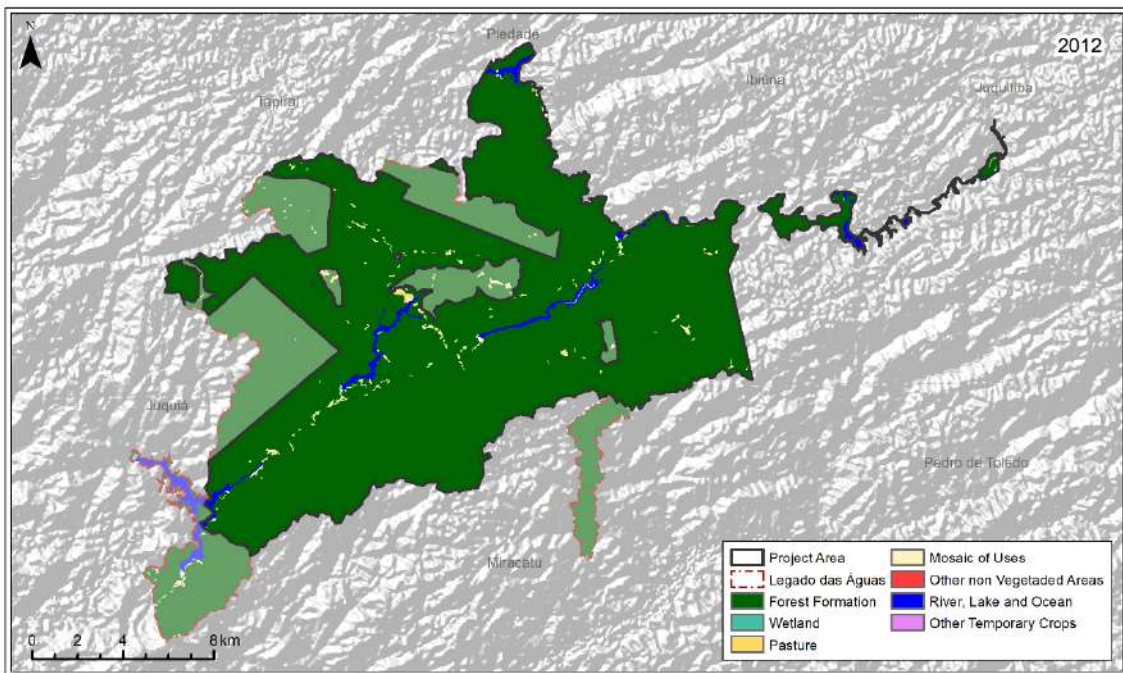 N
Piedade
2012
Ibiúna
Juquitiba
Tapiraí
Juquiá
Pedro de Toledo
Miracatu
Project Area
Legado das Águas
Forest Formation
Wetland
Pasture
Mosaic of Uses
Other non Vegetaded Areas
River, Lake and Ocean
Other Temporary Crops
0 2 4 8 km